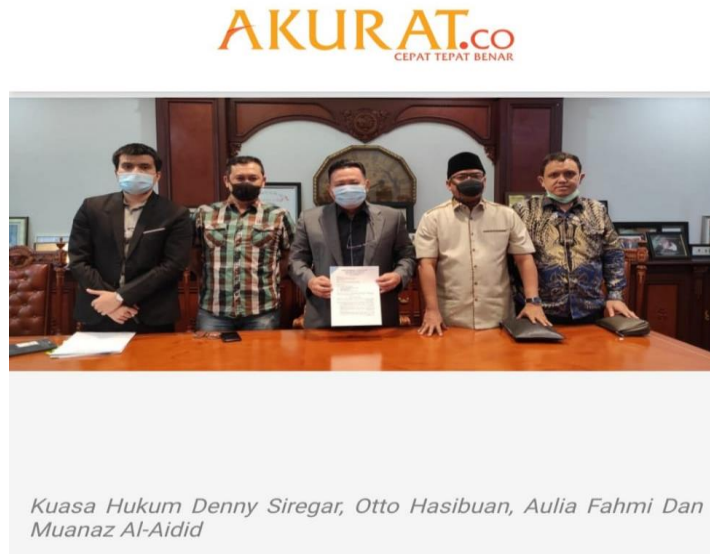 AKURAT.CO
CEPAT TEPAT BENAR
Kuasa Hukum Denny Siregar, Otto Hasibuan, Aulia Fahmi Dan
Muanaz Al-Aidid